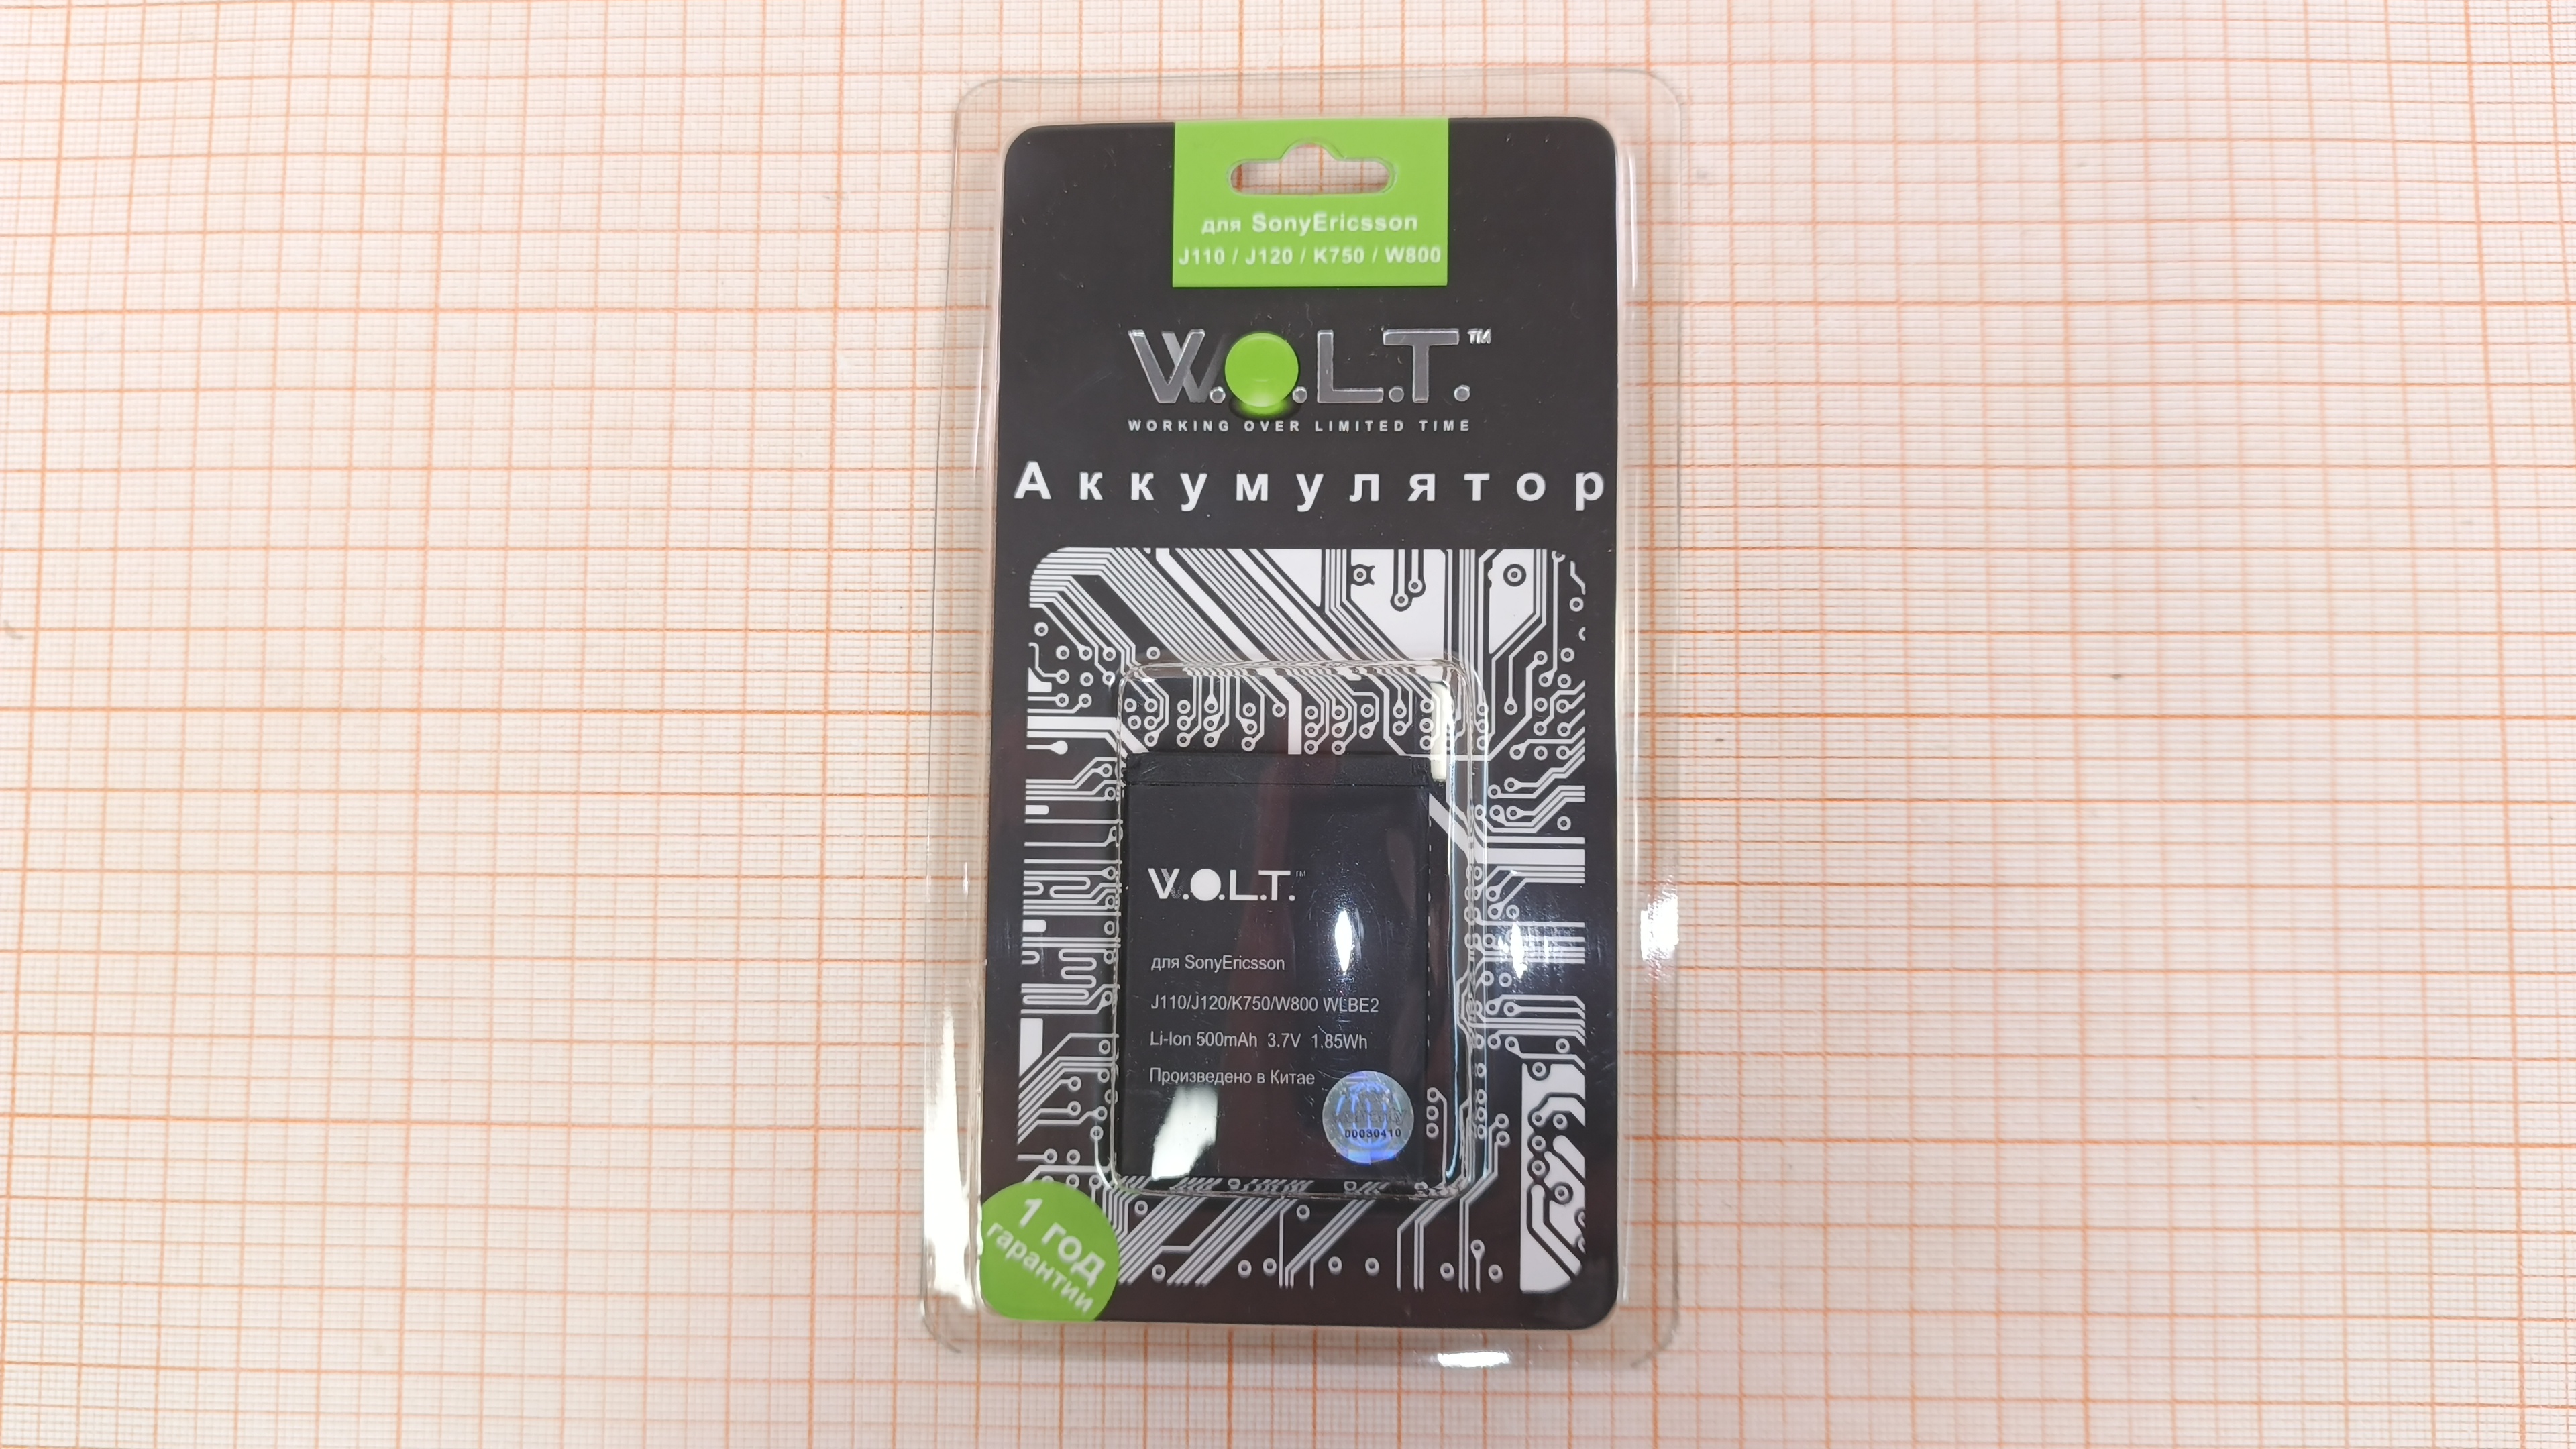 для SonyEricsson
J110 / J120 / K750 / W800
W.O.L.T.™
WORKING OVER LIMITED TIME
Аккумулятор
W.O.L.T.™
для SonyEricsson
J110/J120/K750/W800 WLBE2
Li-Ion 500mAh 3.7V 1.85Wh
Произведено в Китае
00030410
1 год
гарантии